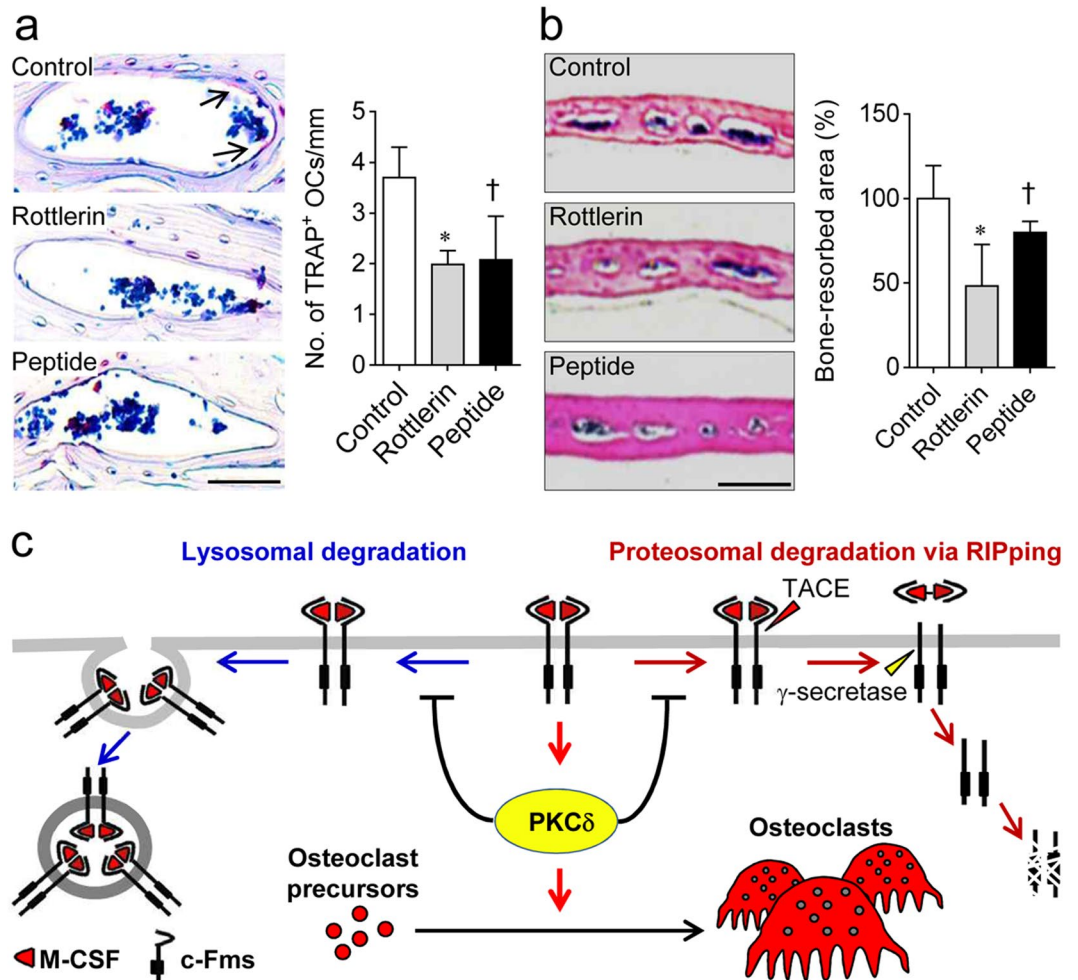 a
Control
Rottlerin
Peptide
No. of TRAP⁺ OCs/mm
5
4
3
2
1
0
*
†
Control
Rottlerin
Peptide
b
Control
Rottlerin
Peptide
Bone-resorbed area (%)
150
100
50
0
*
†
Control
Rottlerin
Peptide
c
Lysosomal degradation
Proteosomal degradation via RIPping
TACE
γ-secretase
PKCδ
Osteoclast
precursors
Osteoclasts
M-CSF
c-Fms